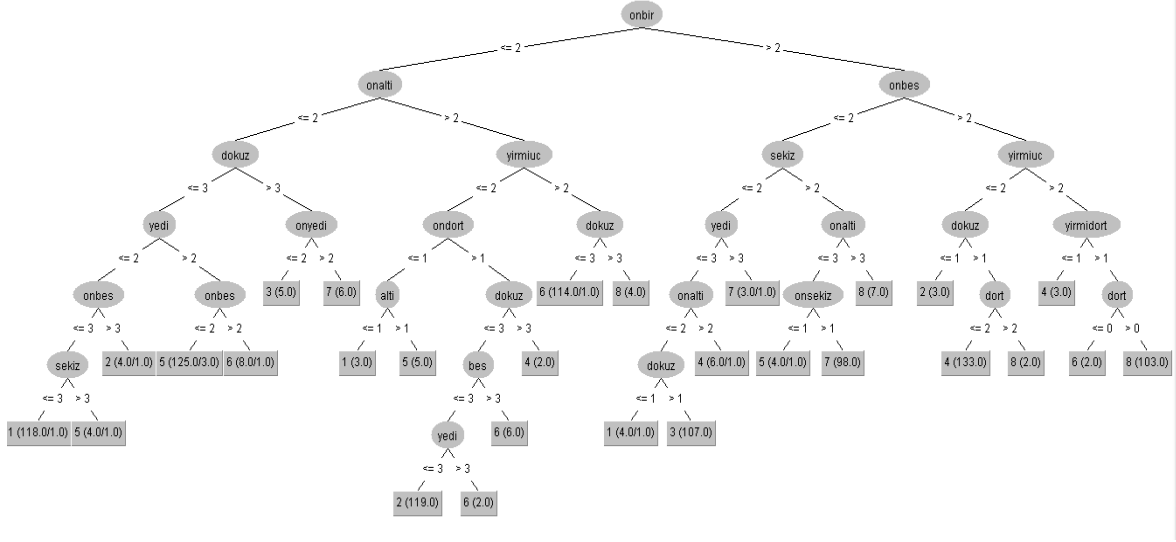 onbir
<= 2 > 2
onalti onbes
<= 2 > 2 <= 2 > 2
dokuz yirmiuc sekiz yirmiuc
<= 3 > 3 <= 2 > 2 <= 2 > 2 <= 2 > 2
yedi onyedi ondort dokuz yedi onalti dokuz yirmidort
<= 2 > 2 <= 2 > 2 <= 1 > 1 <= 3 > 3 <= 3 > 3 <= 3 > 3 <= 1 > 1 <= 1 > 1
onbes onbes 3 (5.0) 7 (6.0) alti dokuz 6 (114.0/1.0) 8 (4.0) onalti 7 (3.0/1.0) onsekiz 8 (7.0) 2 (3.0) dort 4 (3.0) dort
<= 3 > 3 <= 2 > 2 <= 1 > 1 <= 3 > 3 <= 2 > 2 <= 1 > 1 <= 2 > 2 <= 0 > 0
sekiz 2 (4.0/1.0) 5 (125.0/3.0) 6 (8.0/1.0) 1 (3.0) 5 (5.0) bes 4 (2.0) dokuz 4 (6.0/1.0) 5 (4.0/1.0) 7 (98.0) 4 (133.0) 8 (2.0) 6 (2.0) 8 (103.0)
<= 3 > 3 <= 3 > 3 <= 1 > 1
1 (118.0/1.0) 5 (4.0/1.0) yedi 6 (6.0) 1 (4.0/1.0) 3 (107.0)
<= 3 > 3
2 (119.0) 6 (2.0)